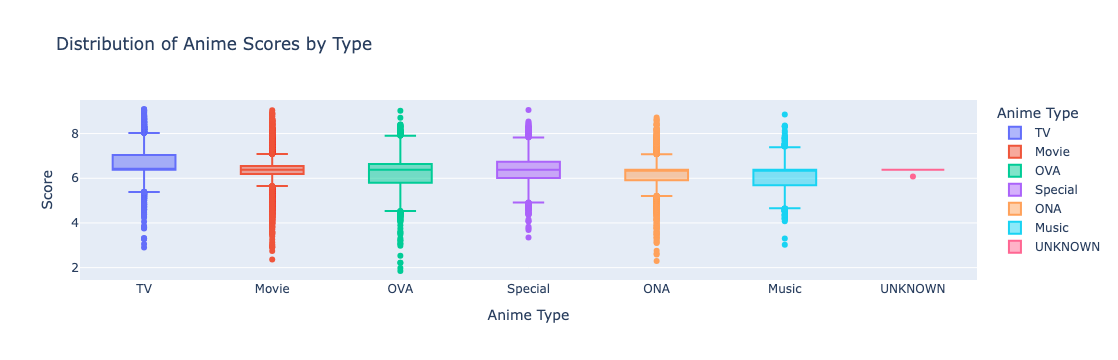 Distribution of Anime Scores by Type
Anime Type
TV
Movie
OVA
Special
ONA
Music
UNKNOWN
Score
8
6
4
2
TV Movie OVA Special ONA Music UNKNOWN
Anime Type